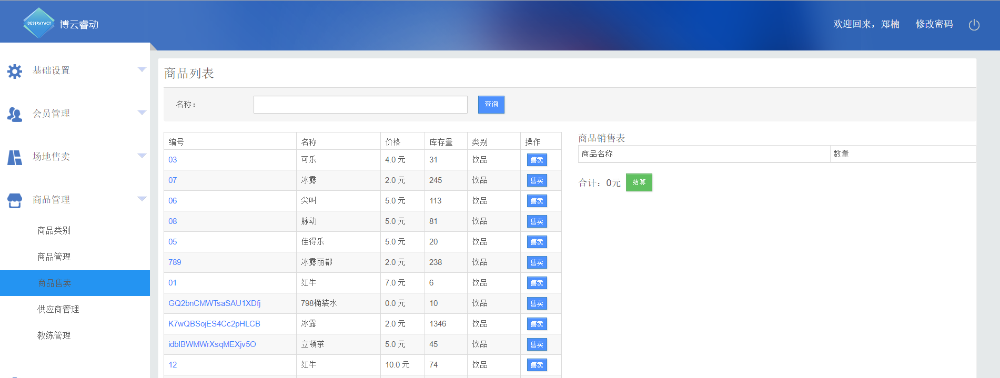 BESTRAYACT 博云睿动
欢迎回来，郑楠 修改密码
基础设置
会员管理
场地售卖
商品管理
商品类别
商品管理
商品售卖
供应商管理
教练管理
商品列表
名称： 查询
编号 名称 价格 库存量 类别 操作
03 可乐 4.0 元 31 饮品 售卖
07 冰露 2.0 元 245 饮品 售卖
06 尖叫 5.0 元 113 饮品 售卖
08 脉动 5.0 元 81 饮品 售卖
05 佳得乐 5.0 元 20 饮品 售卖
789 冰露丽都 2.0 元 238 饮品 售卖
01 红牛 7.0 元 6 饮品 售卖
GQ2bnCMWTsaSAU1XDfj 798桶装水 0.0 元 10 饮品 售卖
K7wQBSojES4Cc2pHLCB 冰露 2.0 元 1346 饮品 售卖
idbIBWMWrXsqMEXjv5O 立顿茶 5.0 元 45 饮品 售卖
12 红牛 10.0 元 74 饮品 售卖
商品销售表
商品名称 数量
合计：0元 结算